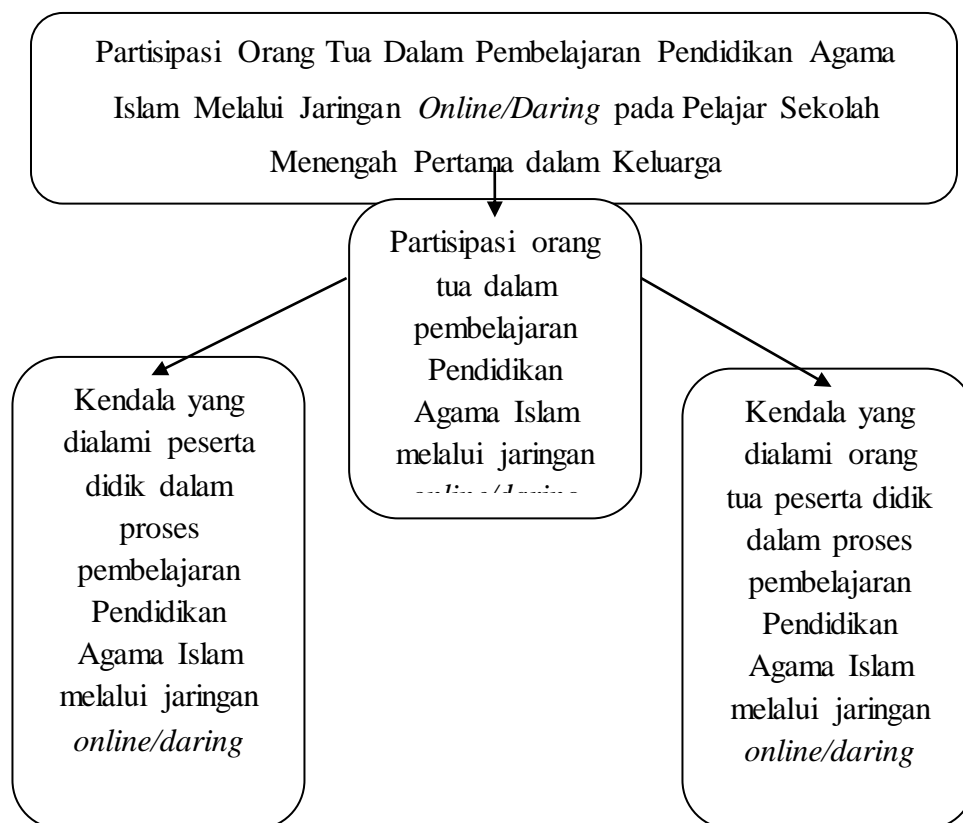 Partisipasi Orang Tua Dalam Pembelajaran Pendidikan Agama
Islam Melalui Jaringan Online/Daring pada Pelajar Sekolah
Menengah Pertama dalam Keluarga
Partisipasi orang
tua dalam
pembelajaran
Pendidikan
Agama Islam
melalui jaringan
online/daring
Kendala yang
dialami peserta
didik dalam
proses
pembelajaran
Pendidikan
Agama Islam
melalui jaringan
online/daring
Kendala yang
dialami orang
tua peserta didik
dalam proses
pembelajaran
Pendidikan
Agama Islam
melalui jaringan
online/daring